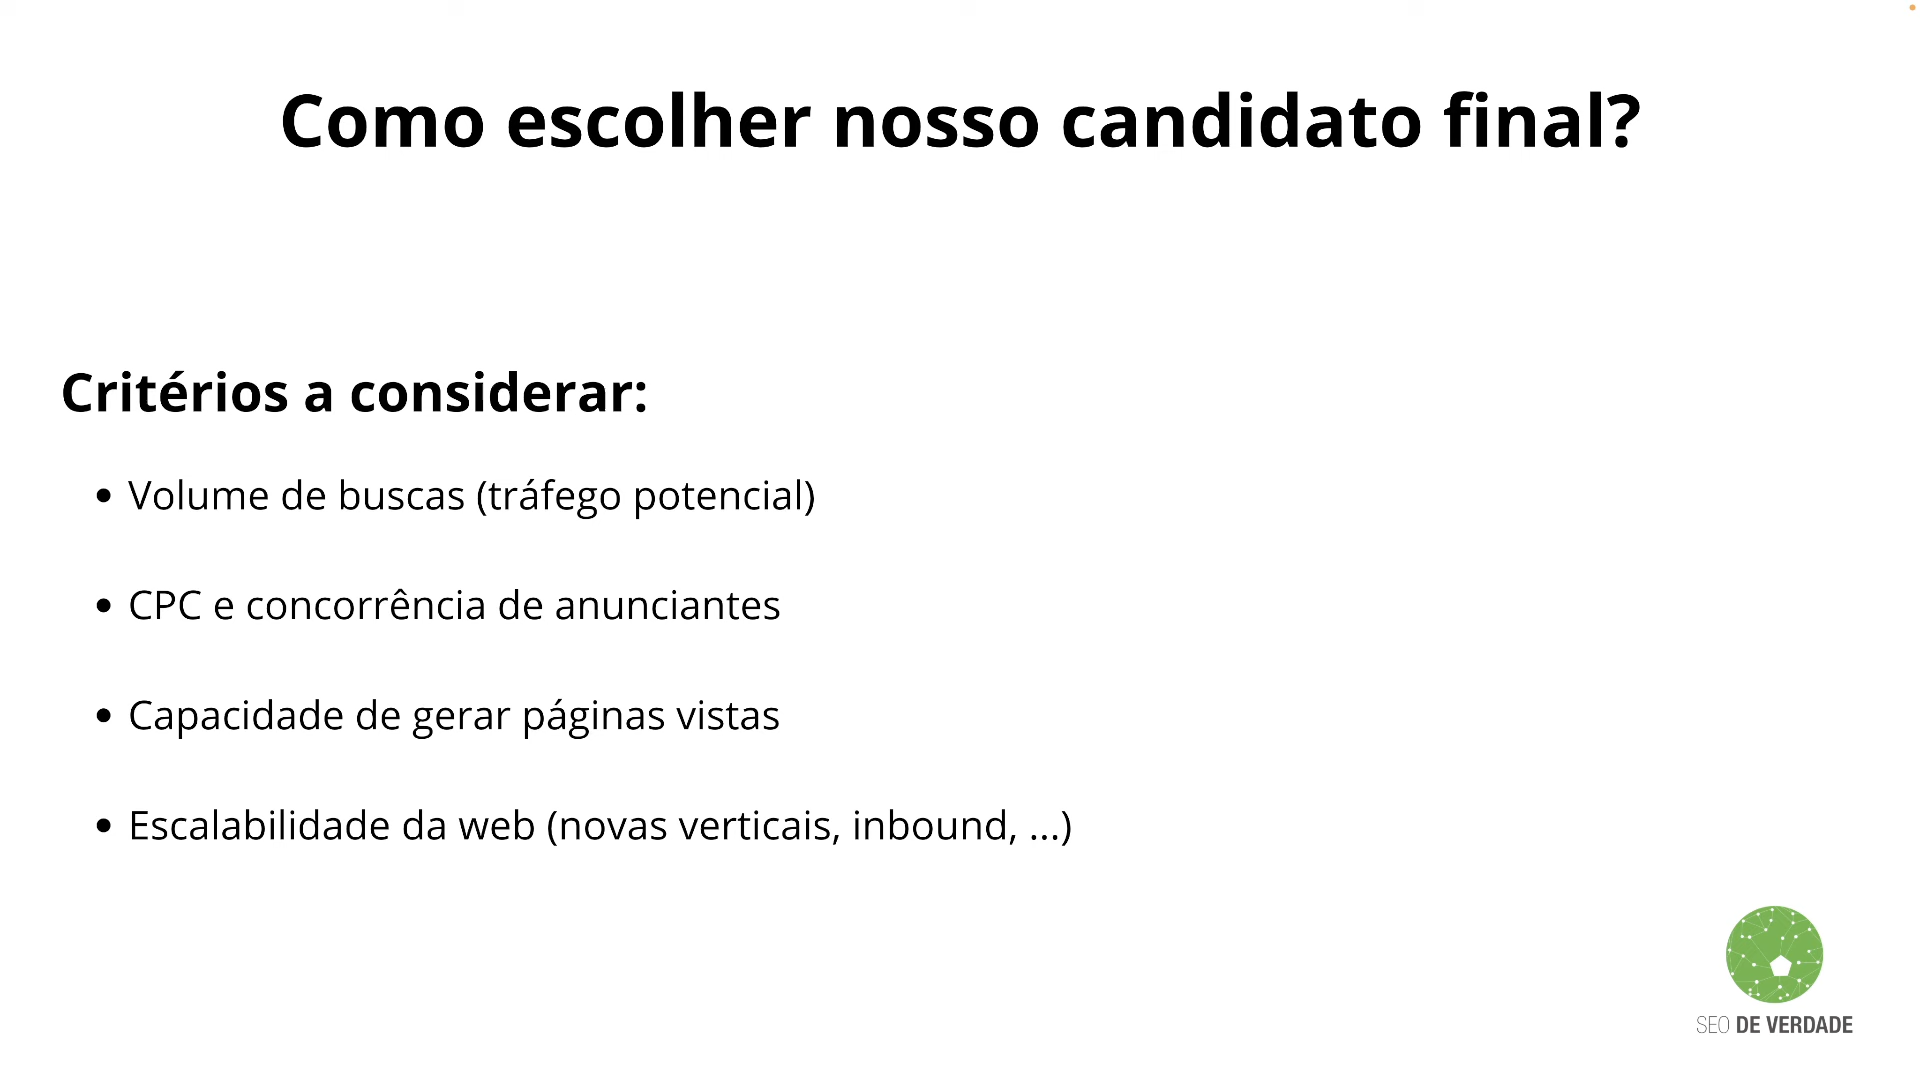 Como escolher nosso candidato final?
Critérios a considerar:
• Volume de buscas (tráfego potencial)
• CPC e concorrência de anunciantes
• Capacidade de gerar páginas vistas
• Escalabilidade da web (novas verticais, inbound, ...)
SEO DE VERDADE